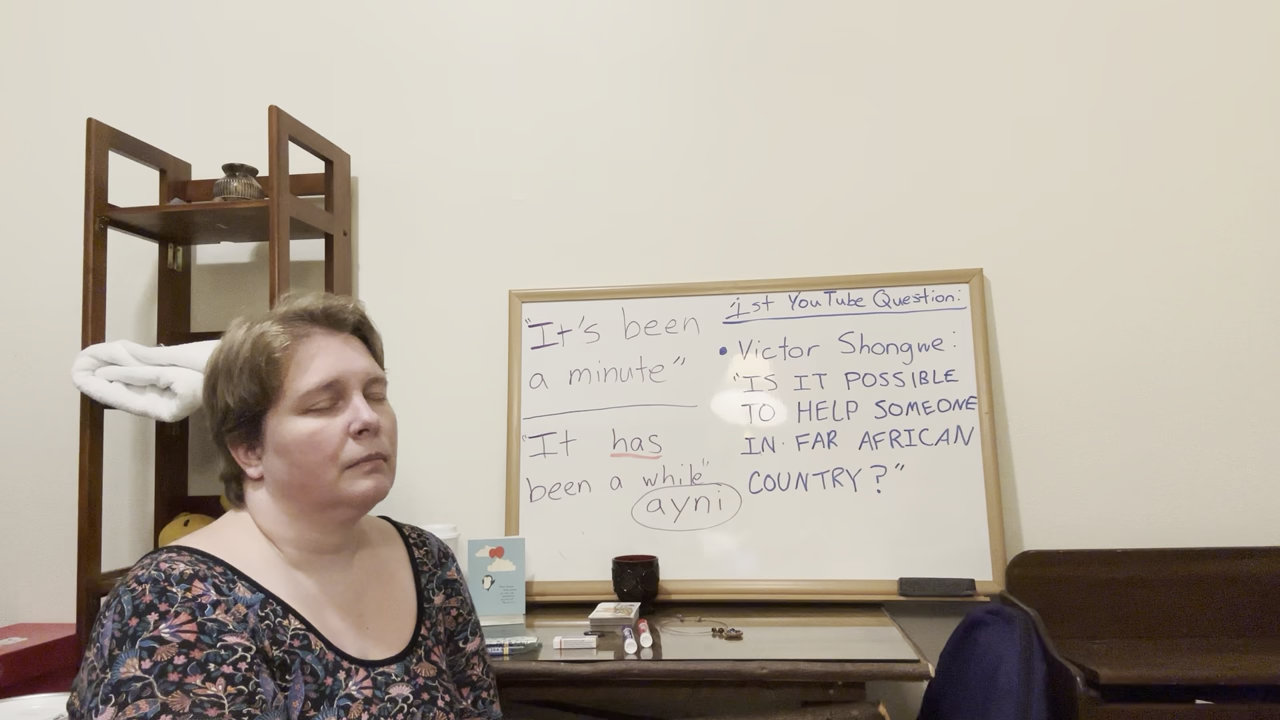 "It's been
a minute"
"It has
been a while"
ayni
1st YouTube Question:
• Victor Shongwe:
"IS IT POSSIBLE
TO HELP SOMEONE
IN FAR AFRICAN
COUNTRY?"